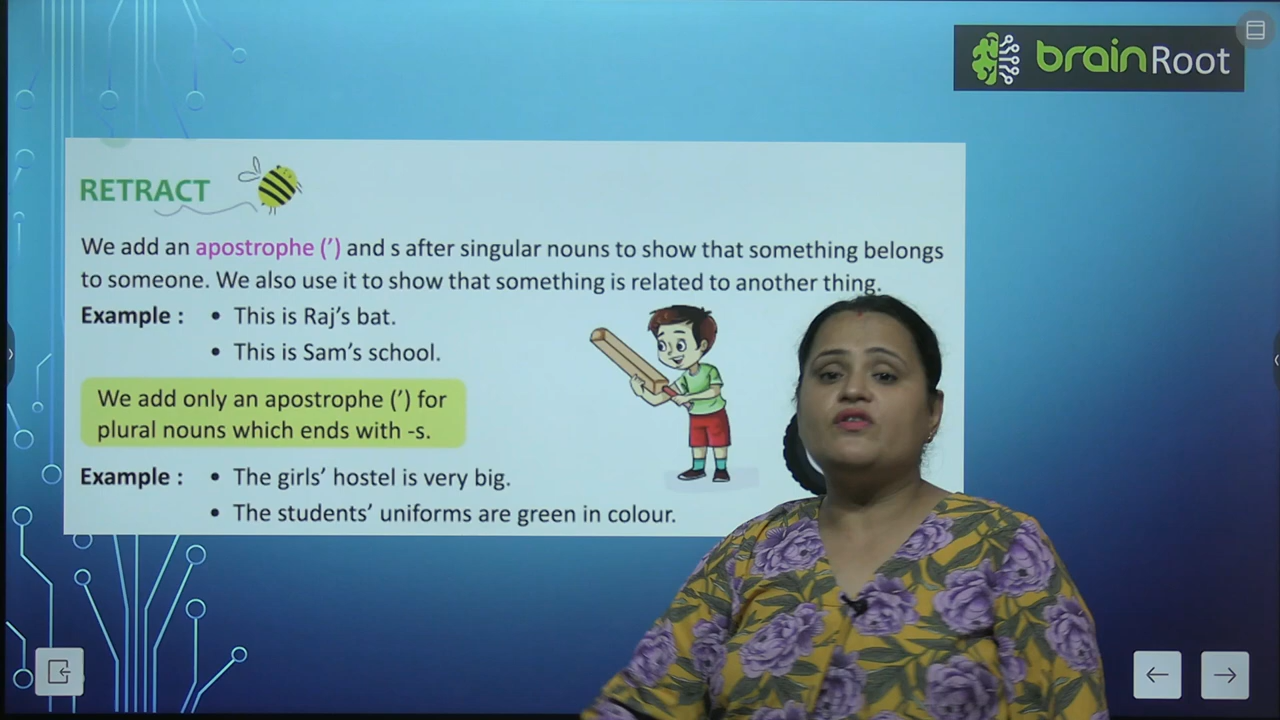 brainRoot
RETRACT
We add an apostrophe (’) and s after singular nouns to show that something belongs
to someone. We also use it to show that something is related to another thing.
Example : • This is Raj’s bat.
• This is Sam’s school.
We add only an apostrophe (’) for
plural nouns which ends with -s.
Example : • The girls’ hostel is very big.
• The students’ uniforms are green in colour.